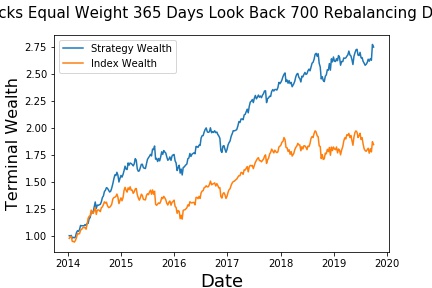 cks Equal Weight 365 Days Look Back 700 Rebalancing D
Strategy Wealth
Index Wealth
Terminal Wealth
2.75
2.50
2.25
2.00
1.75
1.50
1.25
1.00
2014 2015 2016 2017 2018 2019 2020
Date